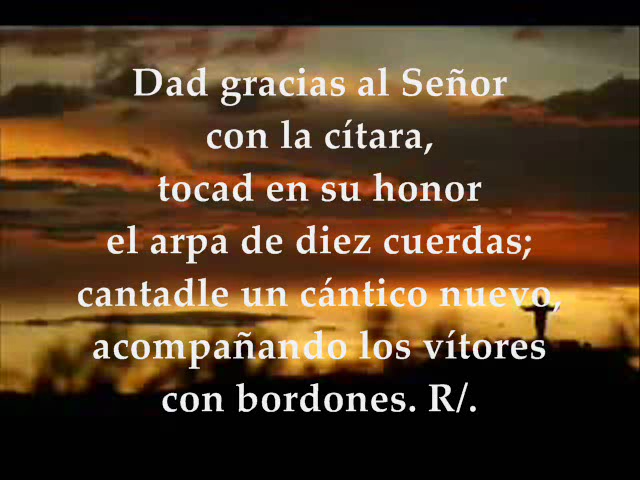 Dad gracias al Señor
con la cítara,
tocad en su honor
el arpa de diez cuerdas;
cantadle un cántico nuevo,
acompañando los vítores
con bordones. R/.